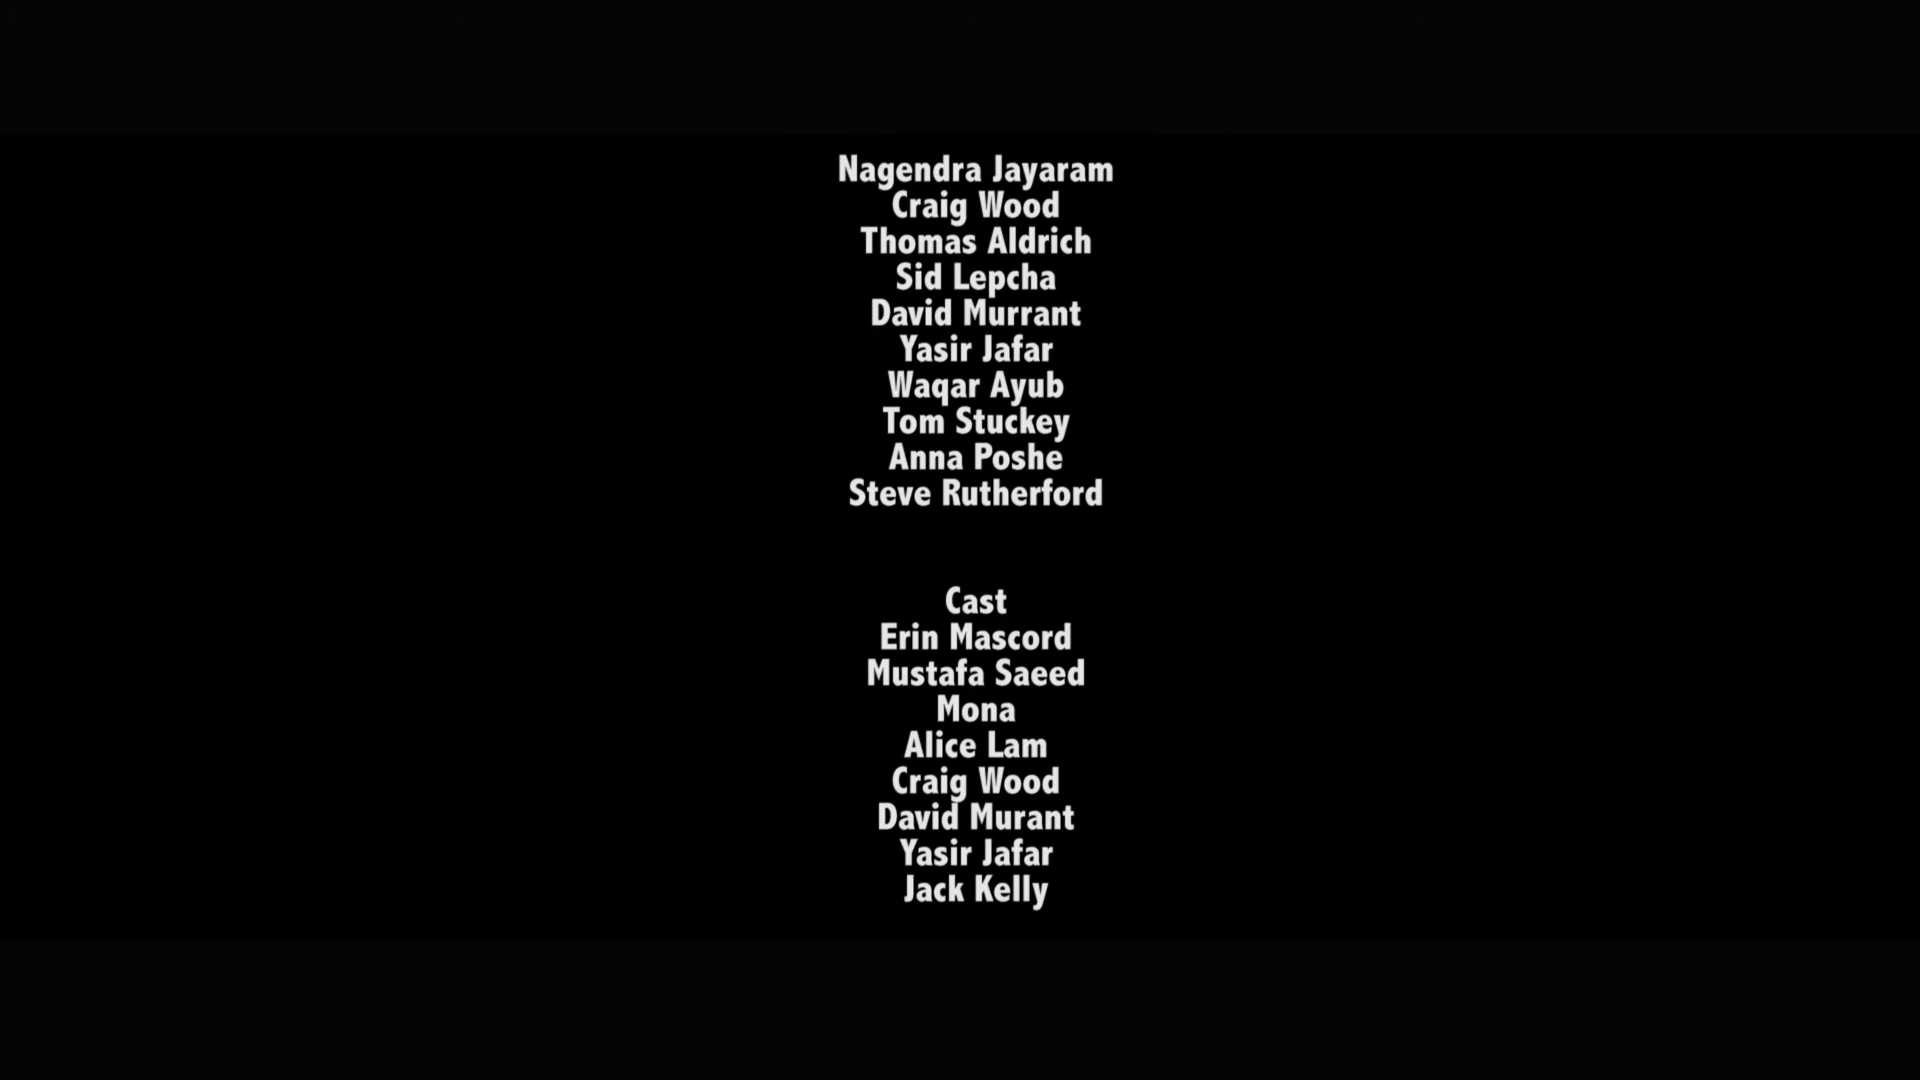 Nagendra Jayaram
Craig Wood
Thomas Aldrich
Sid Lepcha
David Murrant
Yasir Jafar
Waqar Ayub
Tom Stuckey
Anna Poshe
Steve Rutherford
Cast
Erin Mascord
Mustafa Saeed
Mona
Alice Lam
Craig Wood
David Murant
Yasir Jafar
Jack Kelly